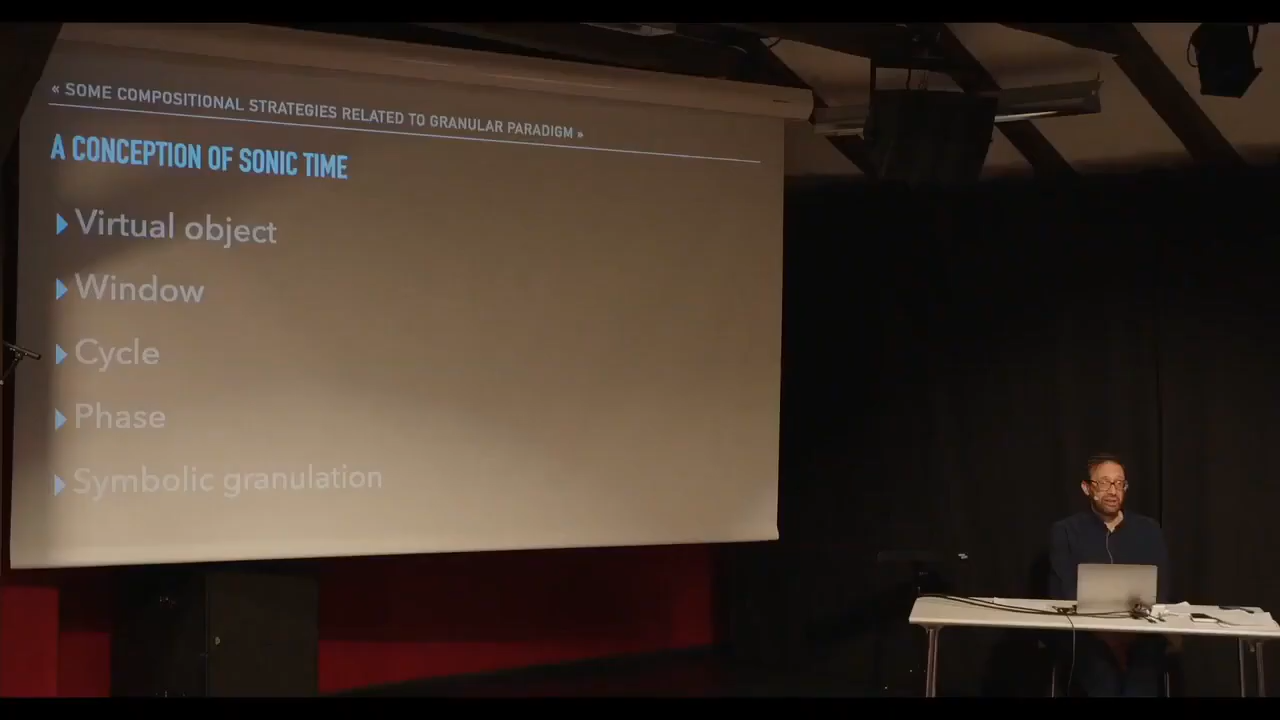 « SOME COMPOSITIONAL STRATEGIES RELATED TO GRANULAR PARADIGM »
A CONCEPTION OF SONIC TIME
Virtual object
Window
Cycle
Phase
Symbolic granulation